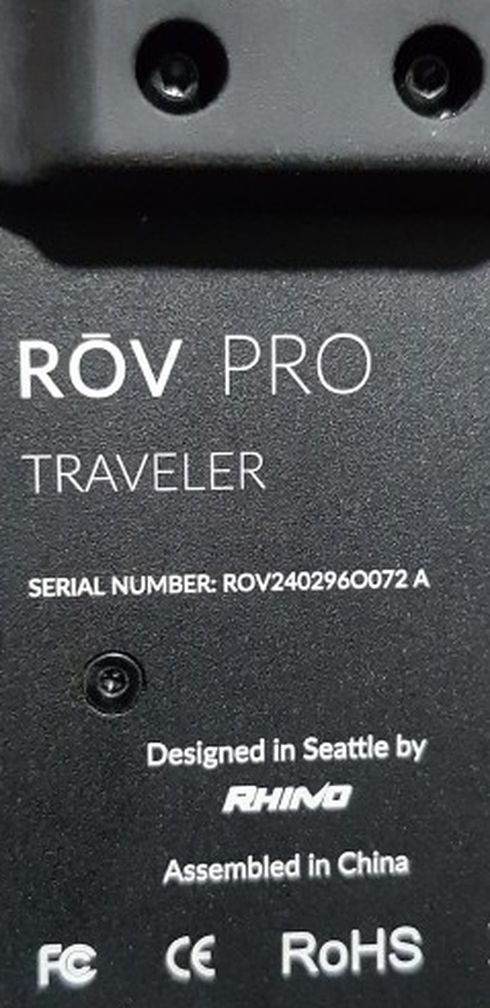 RŌV PRO
TRAVELER
SERIAL NUMBER: ROV240296O072 A
Designed in Seattle by
RHINO
Assembled in China
FC CE RoHS